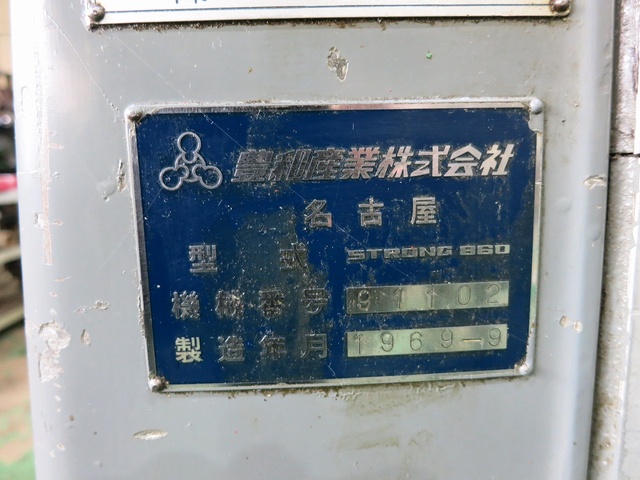 豊和産業株式会社
名古屋
型式 STRONG 860
機械番号 91102
製造年月 1969-9